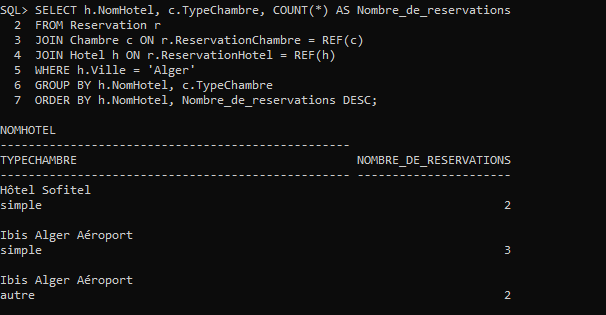 SQL> SELECT h.NomHotel, c.TypeChambre, COUNT(*) AS Nombre_de_reservations
  2  FROM Reservation r
  3  JOIN Chambre c ON r.ReservationChambre = REF(c)
  4  JOIN Hotel h ON r.ReservationHotel = REF(h)
  5  WHERE h.Ville = 'Alger'
  6  GROUP BY h.NomHotel, c.TypeChambre
  7  ORDER BY h.NomHotel, Nombre_de_reservations DESC;
NOMHOTEL
--------------------------------------------------
TYPECHAMBRE                                        NOMBRE_DE_RESERVATIONS
-------------------------------------------------- ----------------------
Hôtel Sofitel
simple                                                                  2
Ibis Alger Aéroport
simple                                                                  3
Ibis Alger Aéroport
autre                                                                   2